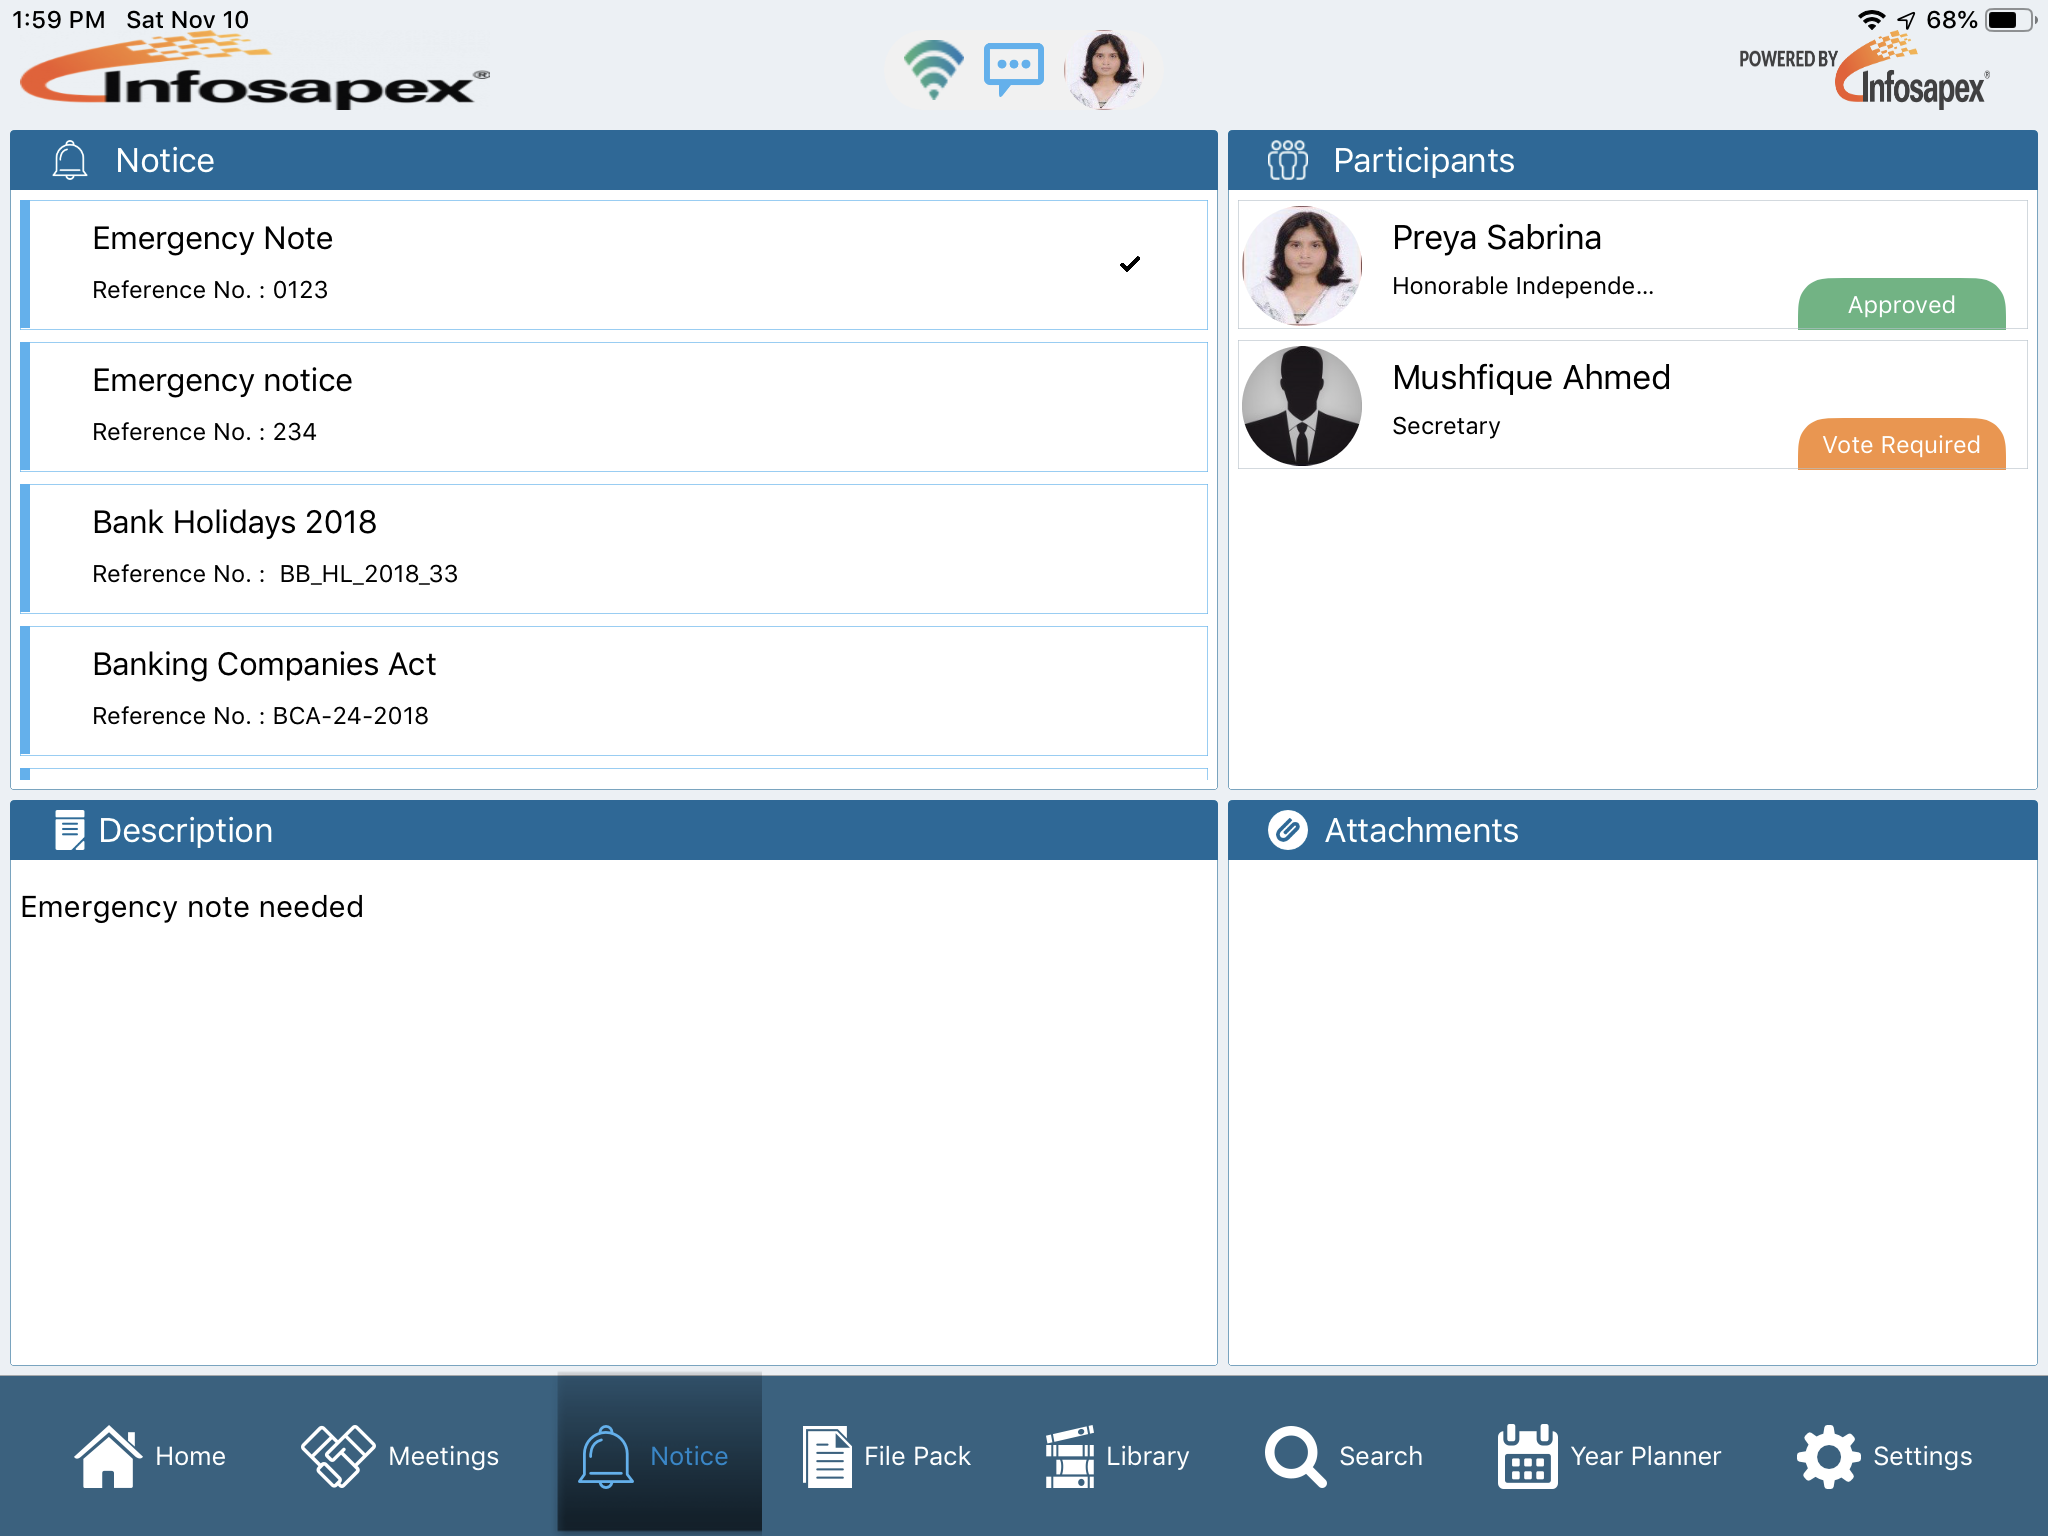 1:59 PM Sat Nov 10
68%
Infosapex®
POWERED BY
Infosapex®
Notice
Emergency Note
Reference No. : 0123
Emergency notice
Reference No. : 234
Bank Holidays 2018
Reference No. : BB_HL_2018_33
Banking Companies Act
Reference No. : BCA-24-2018
Participants
Preya Sabrina
Honorable Independe...
Approved
Mushfique Ahmed
Secretary
Vote Required
Description
Emergency note needed
Attachments
Home
Meetings
Notice
File Pack
Library
Search
Year Planner
Settings